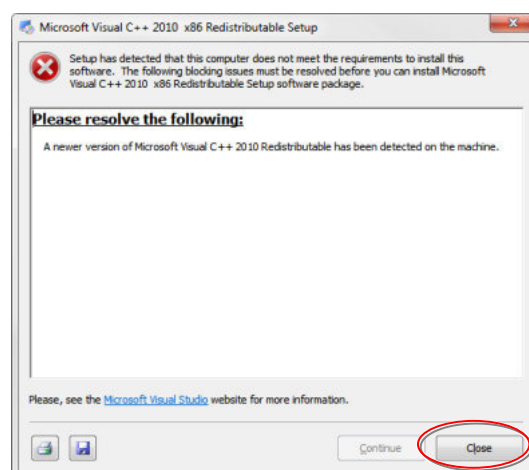 Microsoft Visual C++ 2010 x86 Redistributable Setup
Setup has detected that this computer does not meet the requirements to install this
software. The following blocking issues must be resolved before you can install Microsoft
Visual C++ 2010 x86 Redistributable Setup software package.
Please resolve the following:
A newer version of Microsoft Visual C++ 2010 Redistributable has been detected on the machine.
Please, see the Microsoft Visual Studio website for more information.
Continue
Close